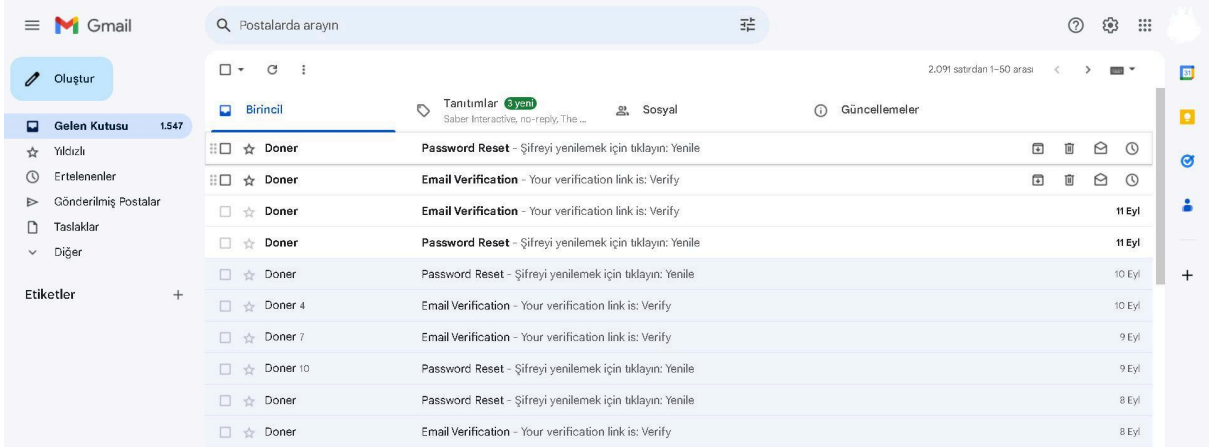 Gmail
Postalarda arayın
Oluştur
2.091 satırdan 1–50 arası
31
Birincil
Tanıtımlar 3 yeni
Saber Interactive, no-reply, The ...
Sosyal
Güncellemeler
Gelen Kutusu 1.547
Yıldızlı
Ertelenenler
Gönderilmiş Postalar
Taslaklar
Diğer
Etiketler
Doner Password Reset - Şifreyi yenilemek için tıklayın: Yenile
Doner Email Verification - Your verification link is: Verify
Doner Email Verification - Your verification link is: Verify 11 Eyl
Doner Password Reset - Şifreyi yenilemek için tıklayın: Yenile 11 Eyl
Doner Password Reset - Şifreyi yenilemek için tıklayın: Yenile 10 Eyl
Doner 4 Email Verification - Your verification link is: Verify 10 Eyl
Doner 7 Email Verification - Your verification link is: Verify 9 Eyl
Doner 10 Password Reset - Şifreyi yenilemek için tıklayın: Yenile 9 Eyl
Doner Password Reset - Şifreyi yenilemek için tıklayın: Yenile 8 Eyl
Doner Email Verification - Your verification link is: Verify 8 Eyl